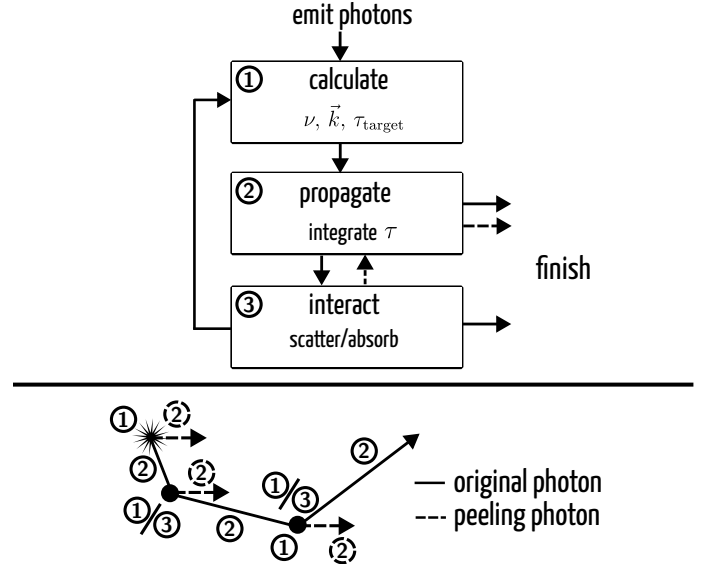 emit photons
① calculate
ν, k⃗, τ_target
② propagate
integrate τ
finish
③ interact
scatter/absorb
① ②
② ②
①/③
②
①/③
②
① ②
original photon
peeling photon